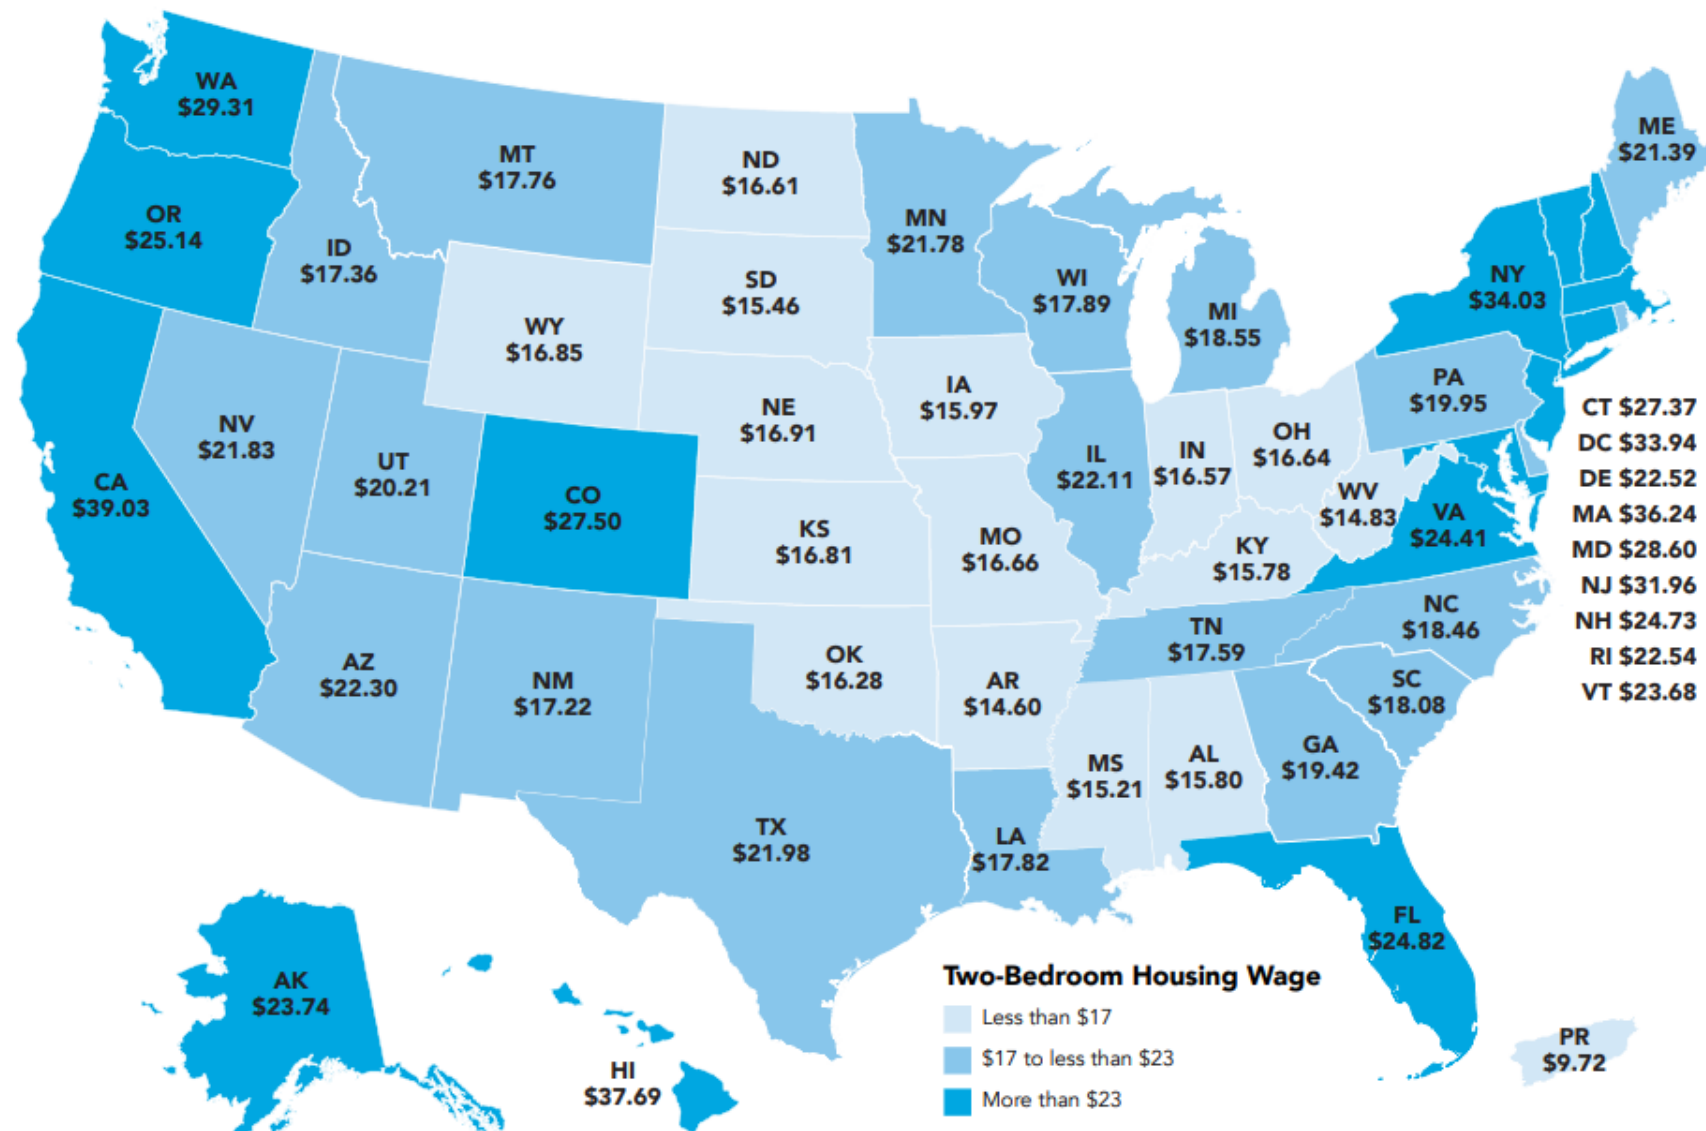 WA
$29.31
OR
$25.14
CA
$39.03
ID
$17.36
NV
$21.83
MT
$17.76
WY
$16.85
UT
$20.21
CO
$27.50
AZ
$22.30
NM
$17.22
ND
$16.61
SD
$15.46
NE
$16.91
KS
$16.81
OK
$16.28
TX
$21.98
MN
$21.78
IA
$15.97
MO
$16.66
AR
$14.60
LA
$17.82
WI
$17.89
IL
$22.11
MI
$18.55
IN
$16.57
OH
$16.64
KY
$15.78
WV
$14.83
VA
$24.41
TN
$17.59
NC
$18.46
SC
$18.08
MS
$15.21
AL
$15.80
GA
$19.42
FL
$24.82
PA
$19.95
NY
$34.03
ME
$21.39
CT $27.37
DC $33.94
DE $22.52
MA $36.24
MD $28.60
NJ $31.96
NH $24.73
RI $22.54
VT $23.68
AK
$23.74
HI
$37.69
PR
$9.72
Two-Bedroom Housing Wage
Less than $17
$17 to less than $23
More than $23